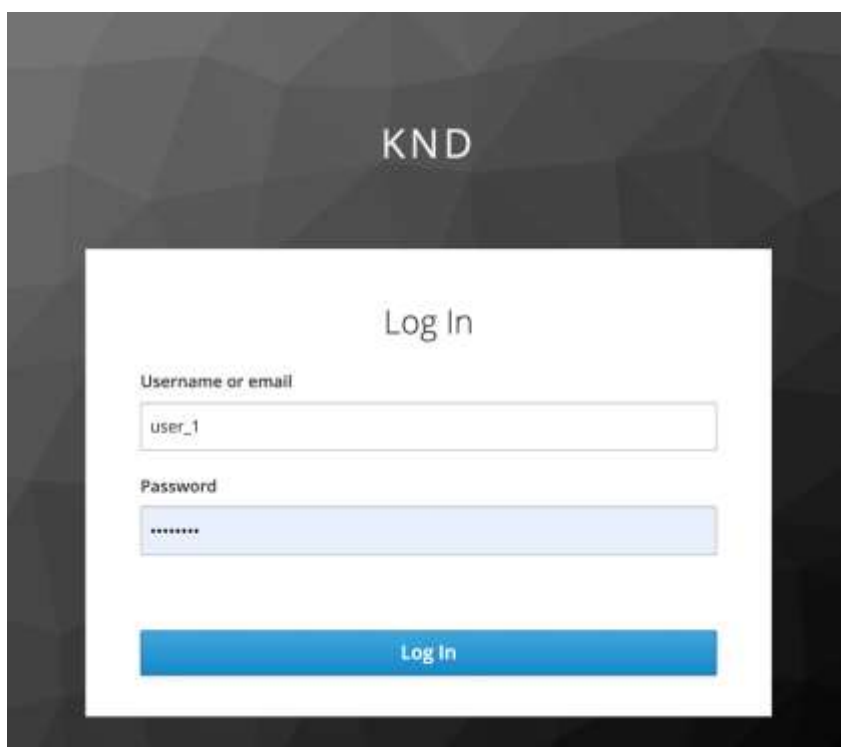 KND
Log In
Username or email
user_1
Password
••••••••
Log In